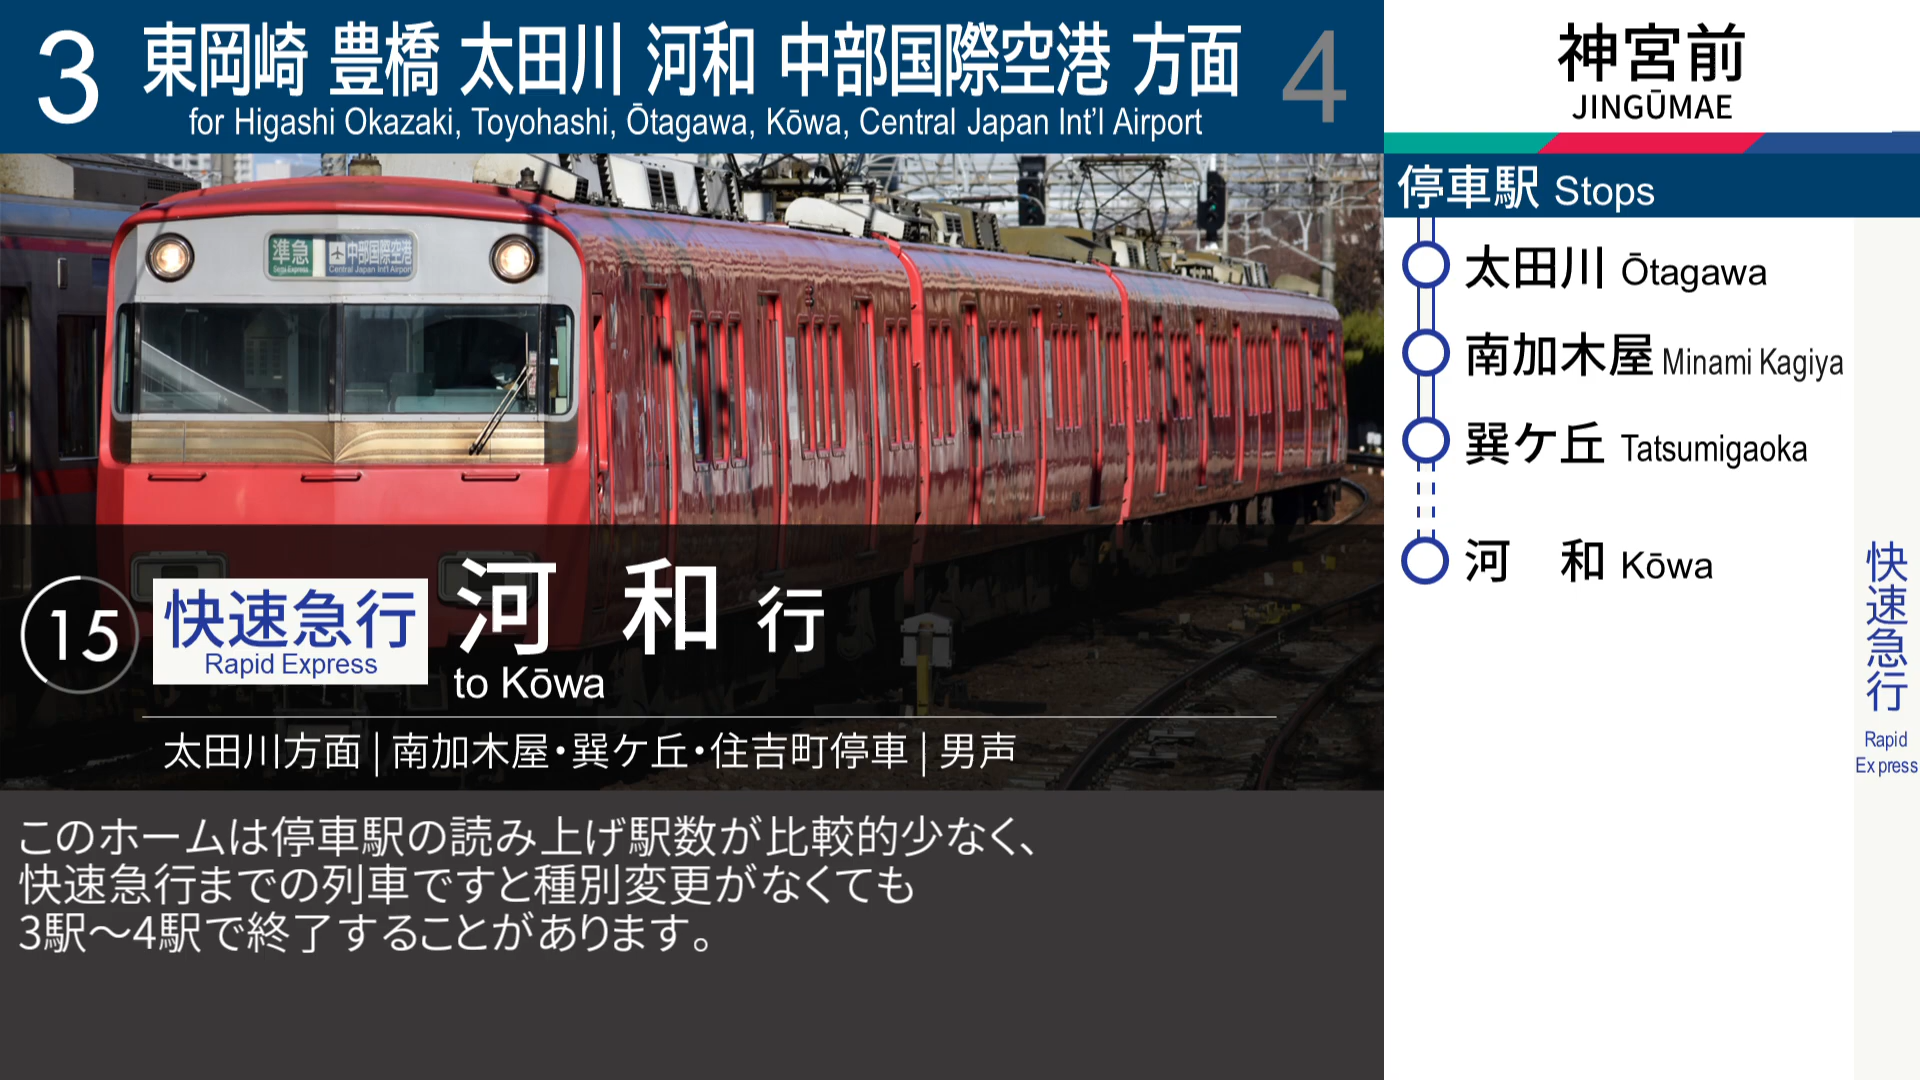 3
東岡崎 豊橋 太田川 河和 中部国際空港 方面
for Higashi Okazaki, Toyohashi, Ōtagawa, Kōwa, Central Japan Int'l Airport
4
神宮前
JINGŪMAE
準急
Semi Express
中部国際空港
Central Japan Int'l Airport
15
快速急行
Rapid Express
河 和 行
to Kōwa
太田川方面 | 南加木屋・巽ケ丘・住吉町停車 | 男声
このホームは停車駅の読み上げ駅数が比較的少なく、
快速急行までの列車ですと種別変更がなくても
3駅～4駅で終了することがあります。
停車駅 Stops
太田川 Ōtagawa
南加木屋 Minami Kagiya
巽ケ丘 Tatsumigaoka
河 和 Kōwa
快速急行
Rapid
Express